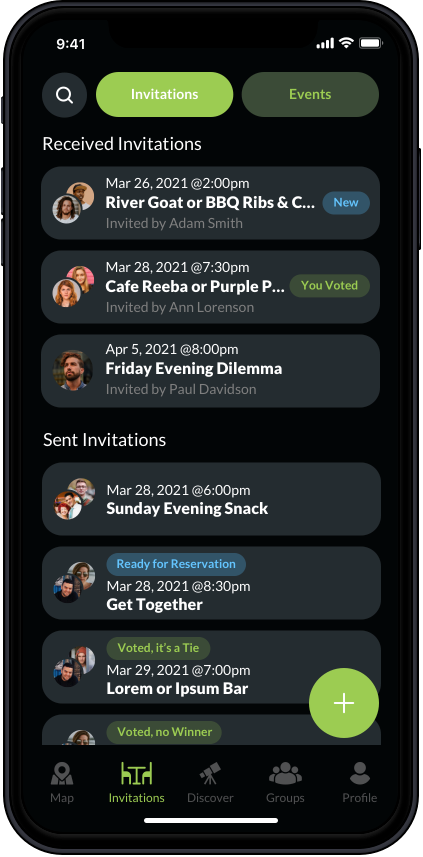 9:41
Invitations
Events
Received Invitations
Mar 26, 2021 @2:00pm
River Goat or BBQ Ribs & C...
New
Invited by Adam Smith
Mar 28, 2021 @7:30pm
Cafe Reeba or Purple P...
You Voted
Invited by Ann Lorenson
Apr 5, 2021 @8:00pm
Friday Evening Dilemma
Invited by Paul Davidson
Sent Invitations
Mar 28, 2021 @6:00pm
Sunday Evening Snack
Ready for Reservation
Mar 28, 2021 @8:30pm
Get Together
Voted, it's a Tie
Mar 29, 2021 @7:00pm
Lorem or Ipsum Bar
Voted, no Winner
Map
Invitations
Discover
Groups
Profile